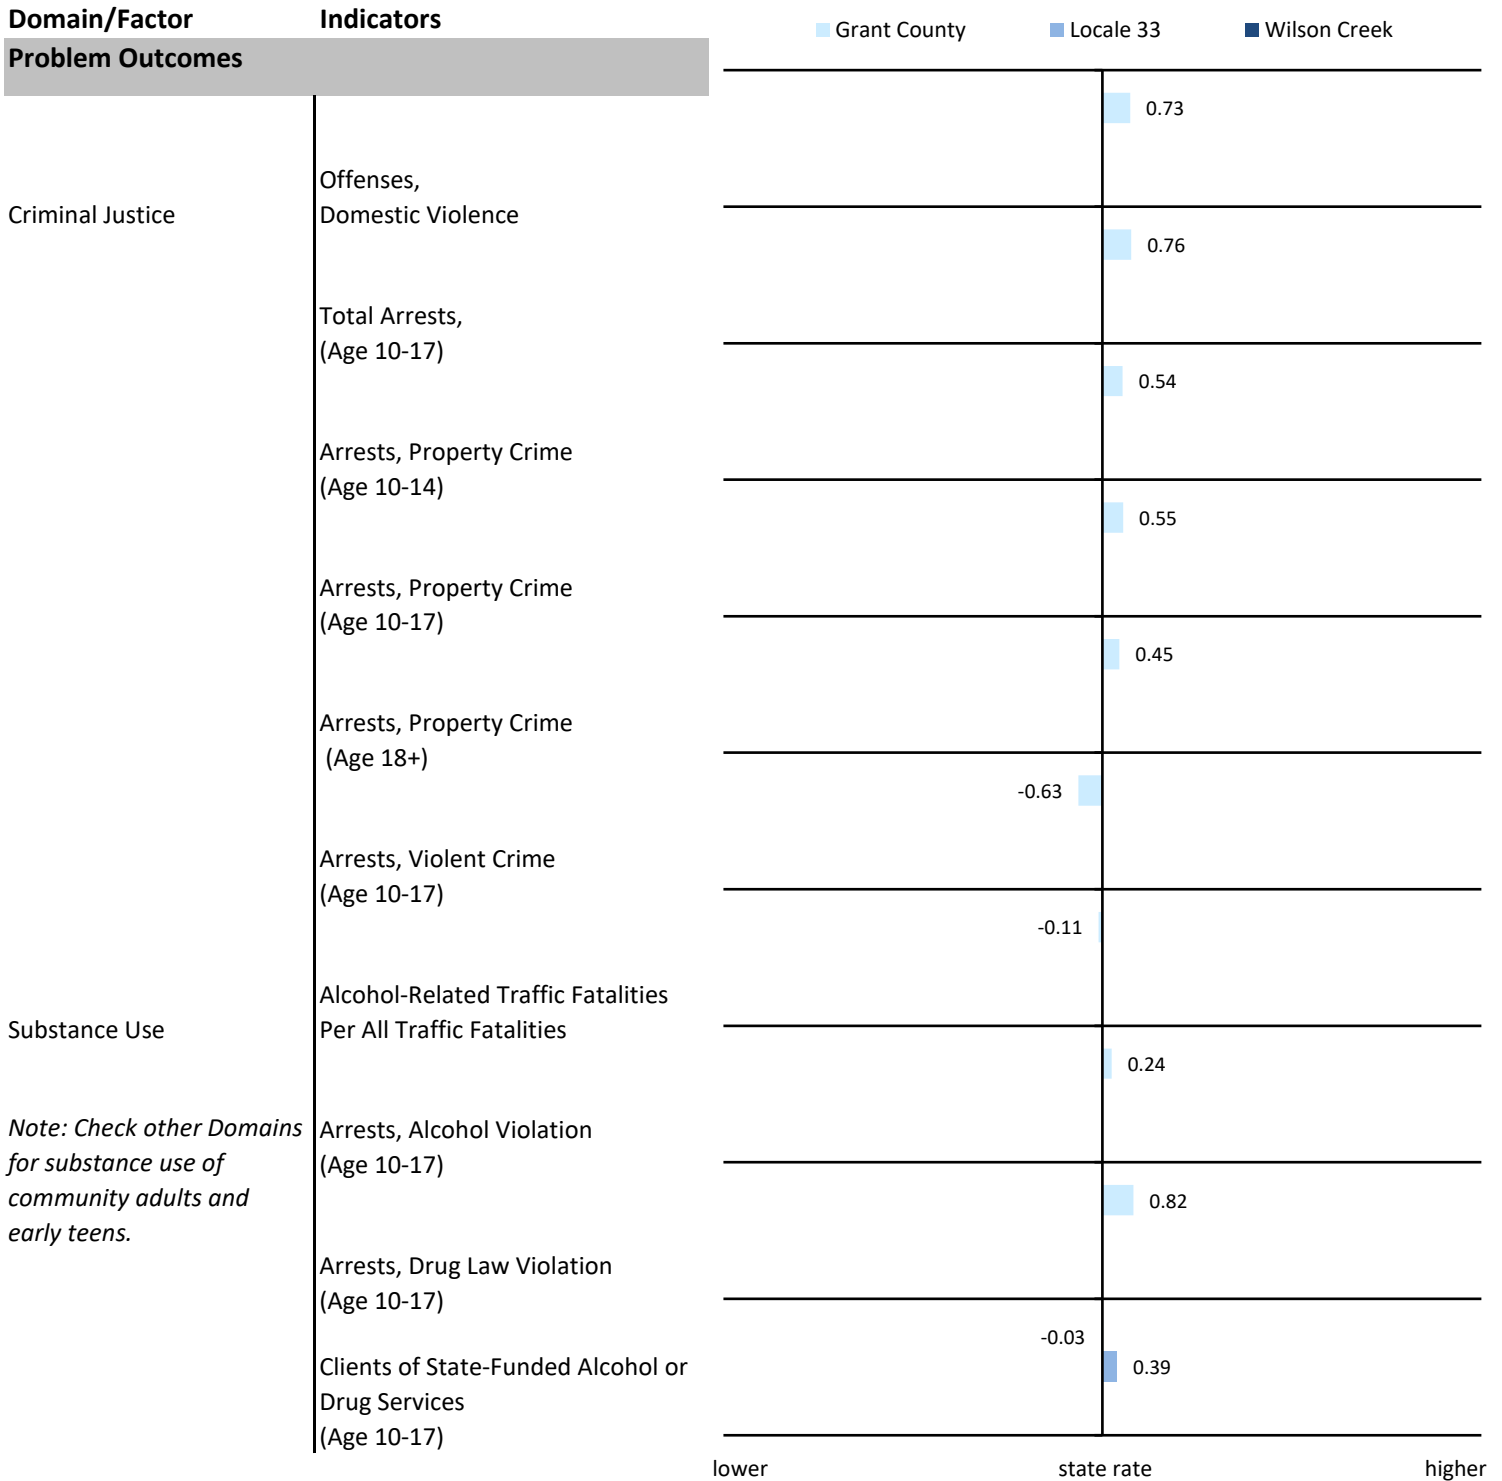 Domain/Factor Indicators
Grant County Locale 33 Wilson Creek
Problem Outcomes
0.73
Offenses,
Criminal Justice Domestic Violence
0.76
Total Arrests,
(Age 10-17)
0.54
Arrests, Property Crime
(Age 10-14)
0.55
Arrests, Property Crime
(Age 10-17)
0.45
Arrests, Property Crime
(Age 18+)
-0.63
Arrests, Violent Crime
(Age 10-17)
-0.11
Alcohol-Related Traffic Fatalities
Substance Use Per All Traffic Fatalities
0.24
Note: Check other Domains
for substance use of
community adults and
early teens.
Arrests, Alcohol Violation
(Age 10-17)
0.82
Arrests, Drug Law Violation
(Age 10-17)
-0.03
Clients of State-Funded Alcohol or
Drug Services
(Age 10-17)
0.39
lower state rate higher